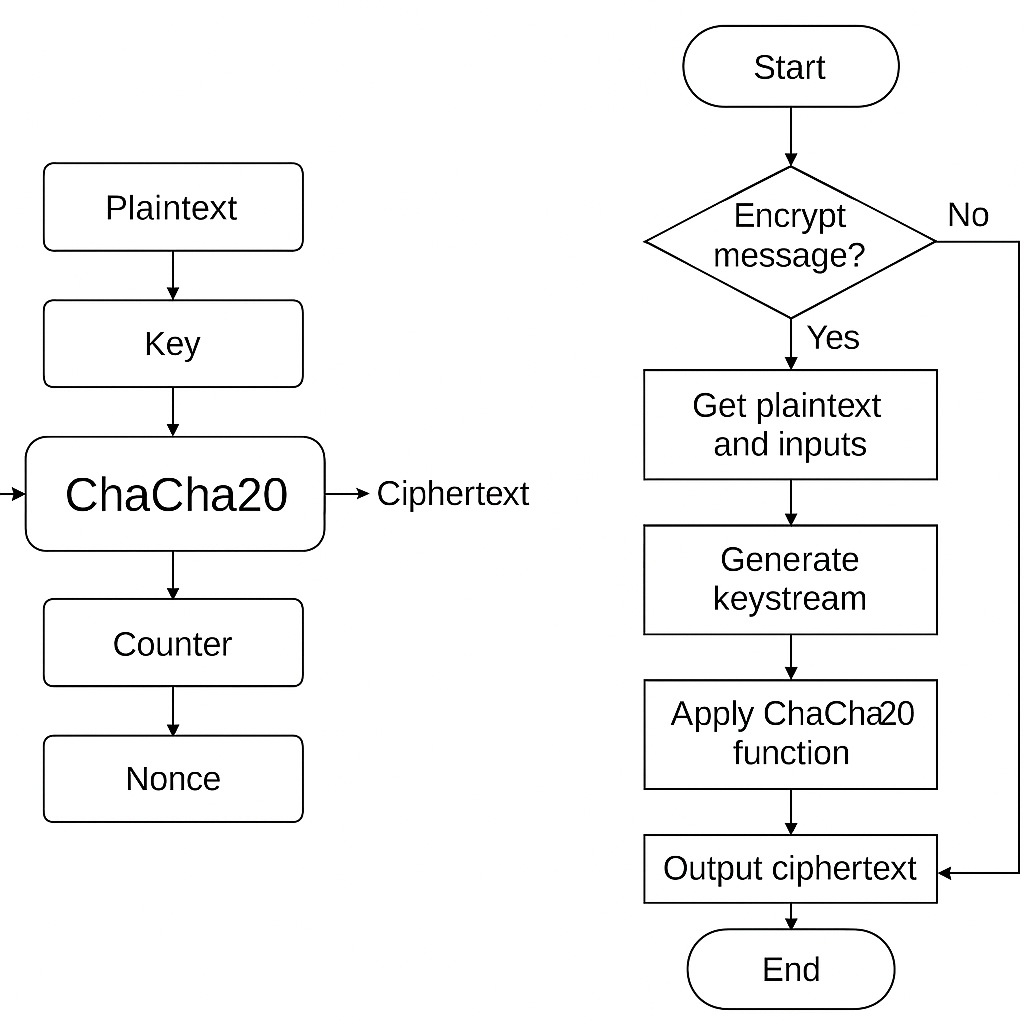 Plaintext
Key
ChaCha20
Ciphertext
Counter
Nonce
Start
Encrypt
message?
No
Yes
Get plaintext
and inputs
Generate
keystream
Apply ChaCha20
function
Output ciphertext
End